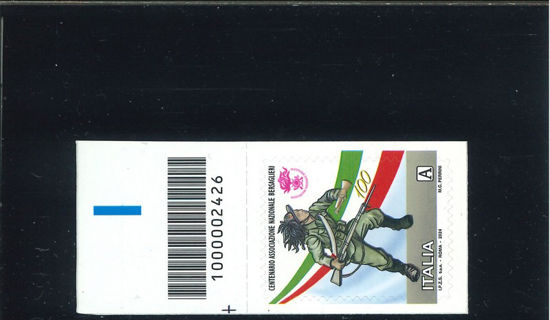 1000002426
+
CENTENARIO ASSOCIAZIONE NAZIONALE BERSAGLIERI
100
A
ITALIA
I.P.Z.S. S.p.A. - ROMA - 2024
M.C. PERRINI